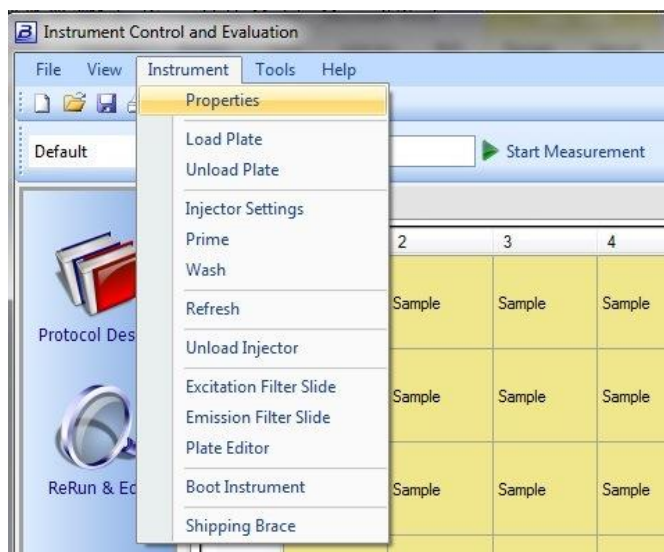 Instrument Control and Evaluation
File View Instrument Tools Help
Properties
Default
Start Measurement
Load Plate
Unload Plate
Injector Settings
Prime
Wash
Refresh
Unload Injector
Excitation Filter Slide
Emission Filter Slide
Plate Editor
Boot Instrument
Shipping Brace
2 3 4
Sample Sample Sample
Protocol Des
Sample Sample Sample
ReRun & Ed
Sample Sample Sample